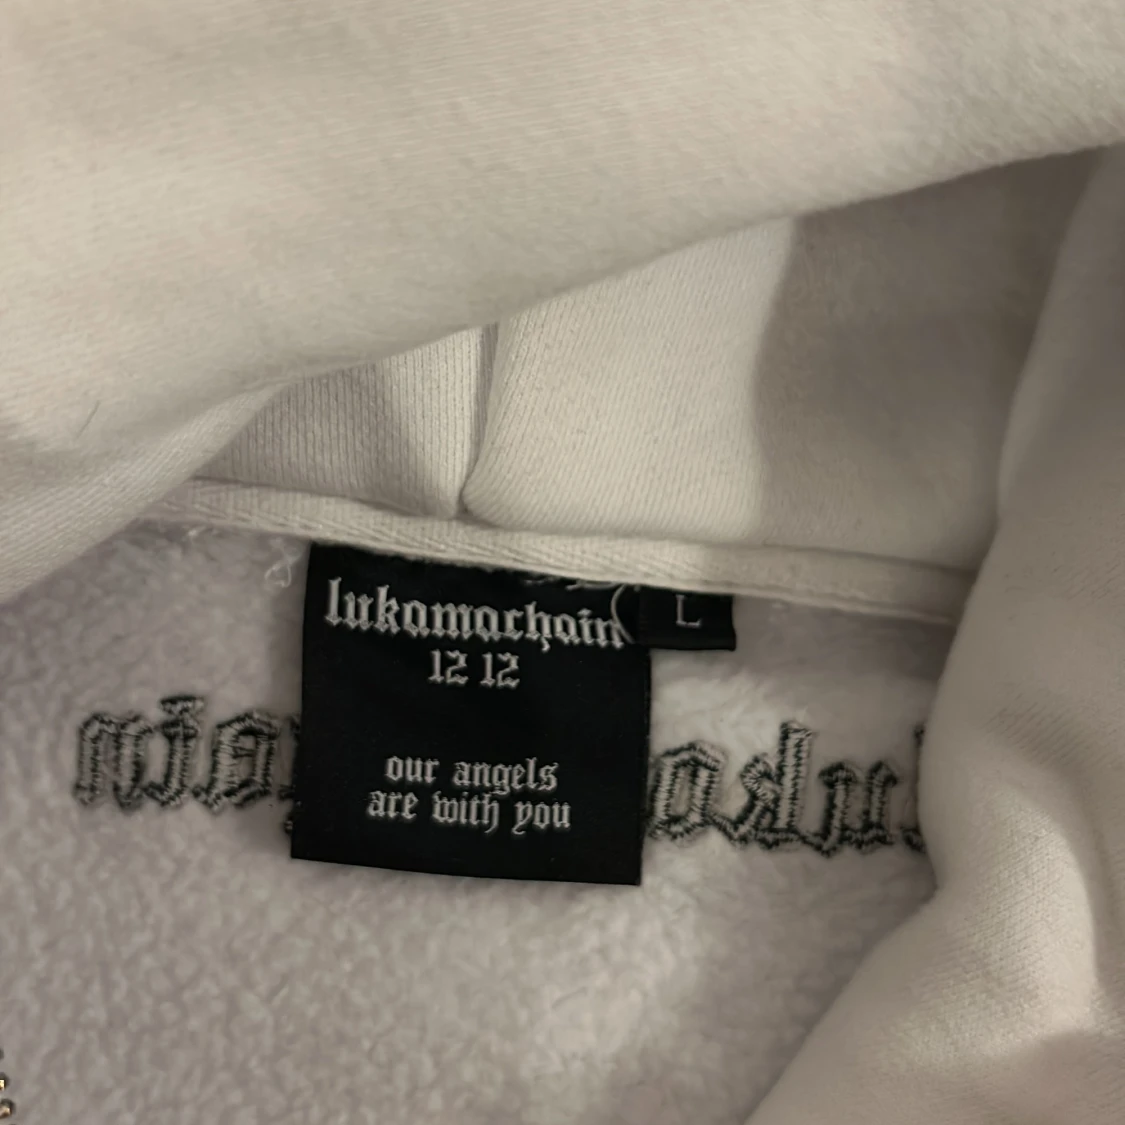 lukamachain
12 12
L
our angels
are with you